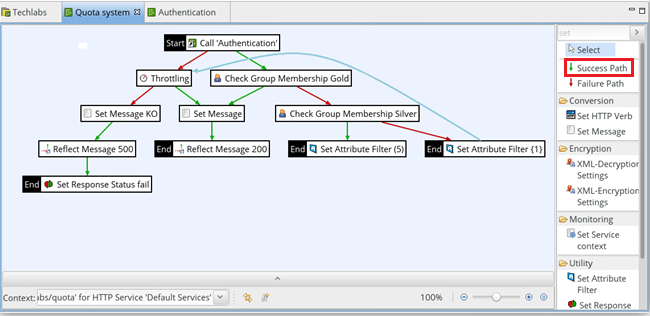 Techlabs
Quota system
Authentication
Start Call 'Authentication'
Throttling
Check Group Membership Gold
Set Message KO
Set Message
Check Group Membership Silver
Reflect Message 500
End Reflect Message 200
End Set Attribute Filter (5)
End Set Attribute Filter {1}
End Set Response Status fail
set
Select
Success Path
Failure Path
Conversion
Set HTTP Verb
Set Message
Encryption
XML-Decryption
Settings
XML-Encryption
Settings
Monitoring
Set Service
context
Utility
Set Attribute
Filter
Set Response
Context:
abs/quota' for HTTP Service 'Default Services'
100%